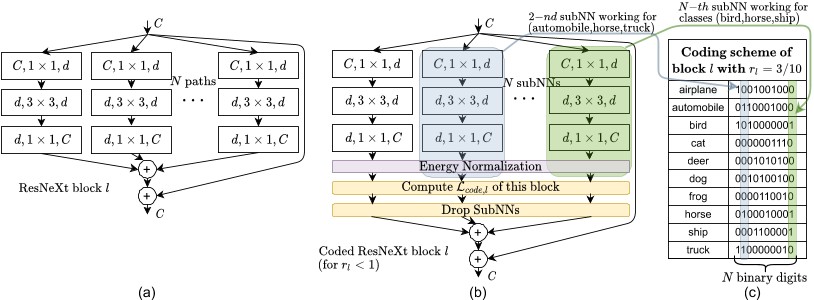 C
C, 1 × 1, d
C, 1 × 1, d
C, 1 × 1, d
N paths
d, 3 × 3, d
d, 3 × 3, d
...
d, 3 × 3, d
d, 1 × 1, C
d, 1 × 1, C
d, 1 × 1, C
+
ResNeXt block l
+
C
(a)
2-nd subNN working for
(automobile,horse,truck)
C
C, 1 × 1, d
C, 1 × 1, d
C, 1 × 1, d
N subNNs
d, 3 × 3, d
d, 3 × 3, d
...
d, 3 × 3, d
d, 1 × 1, C
d, 1 × 1, C
d, 1 × 1, C
Energy Normalization
Compute ℒcode,l of this block
Drop SubNNs
+
Coded ResNeXt block l
(for rl < 1)
+
C
(b)
N-th subNN working for
classes (bird,horse,ship)
Coding scheme of
block l with rl = 3/10
airplane 1001001000
automobile 0110001000
bird 1010000001
cat 0000001110
deer 0001010100
dog 0010100100
frog 0000110010
horse 0100010001
ship 0001100001
truck 1100000010
N binary digits
(c)